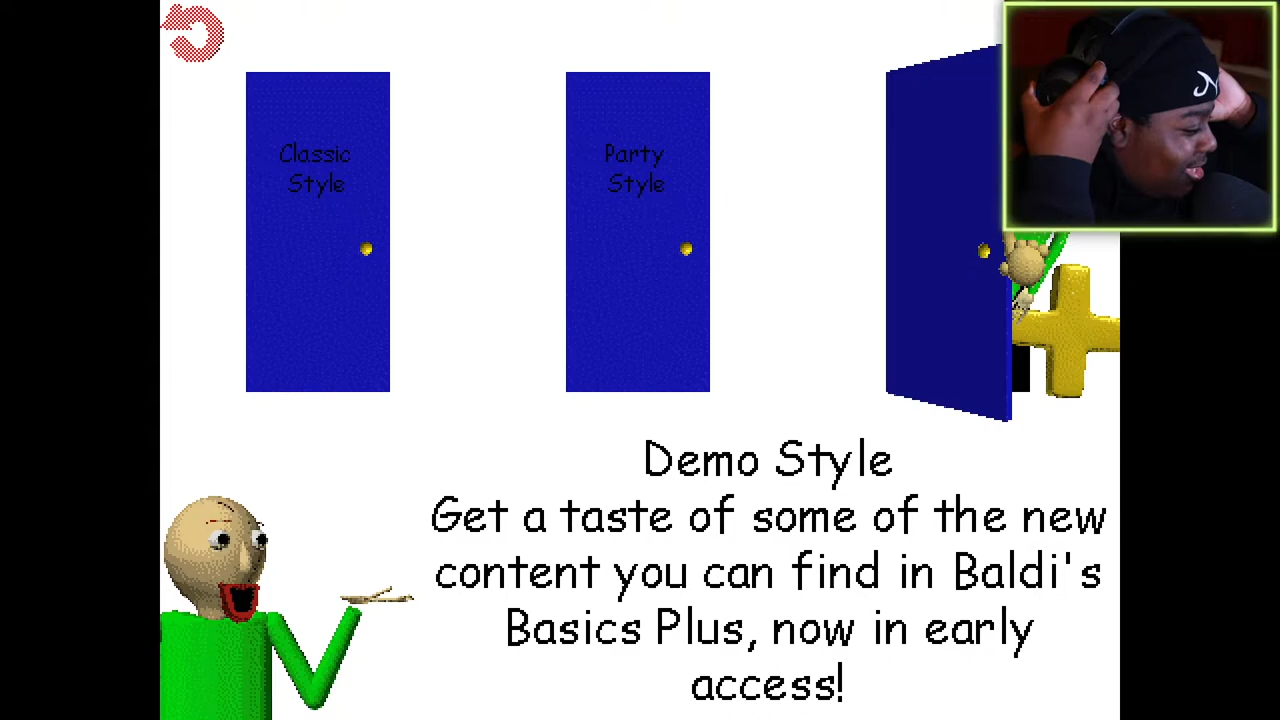 Classic
Style
Party
Style
Demo Style
Get a taste of some of the new
content you can find in Baldi's
Basics Plus, now in early
access!